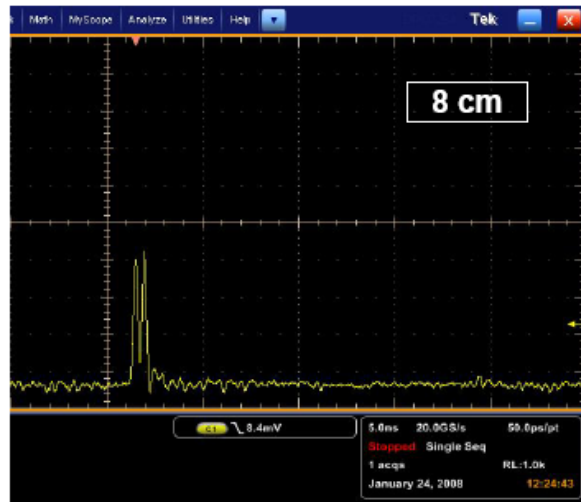 Math MyScope Analyze Utilities Help Tek X
8 cm
C1 8.4mV
5.0ns 20.0GS/s 50.0ps/pt
Stopped Single Seq
1 acqs RL:1.0k
January 24, 2008 12:24:43